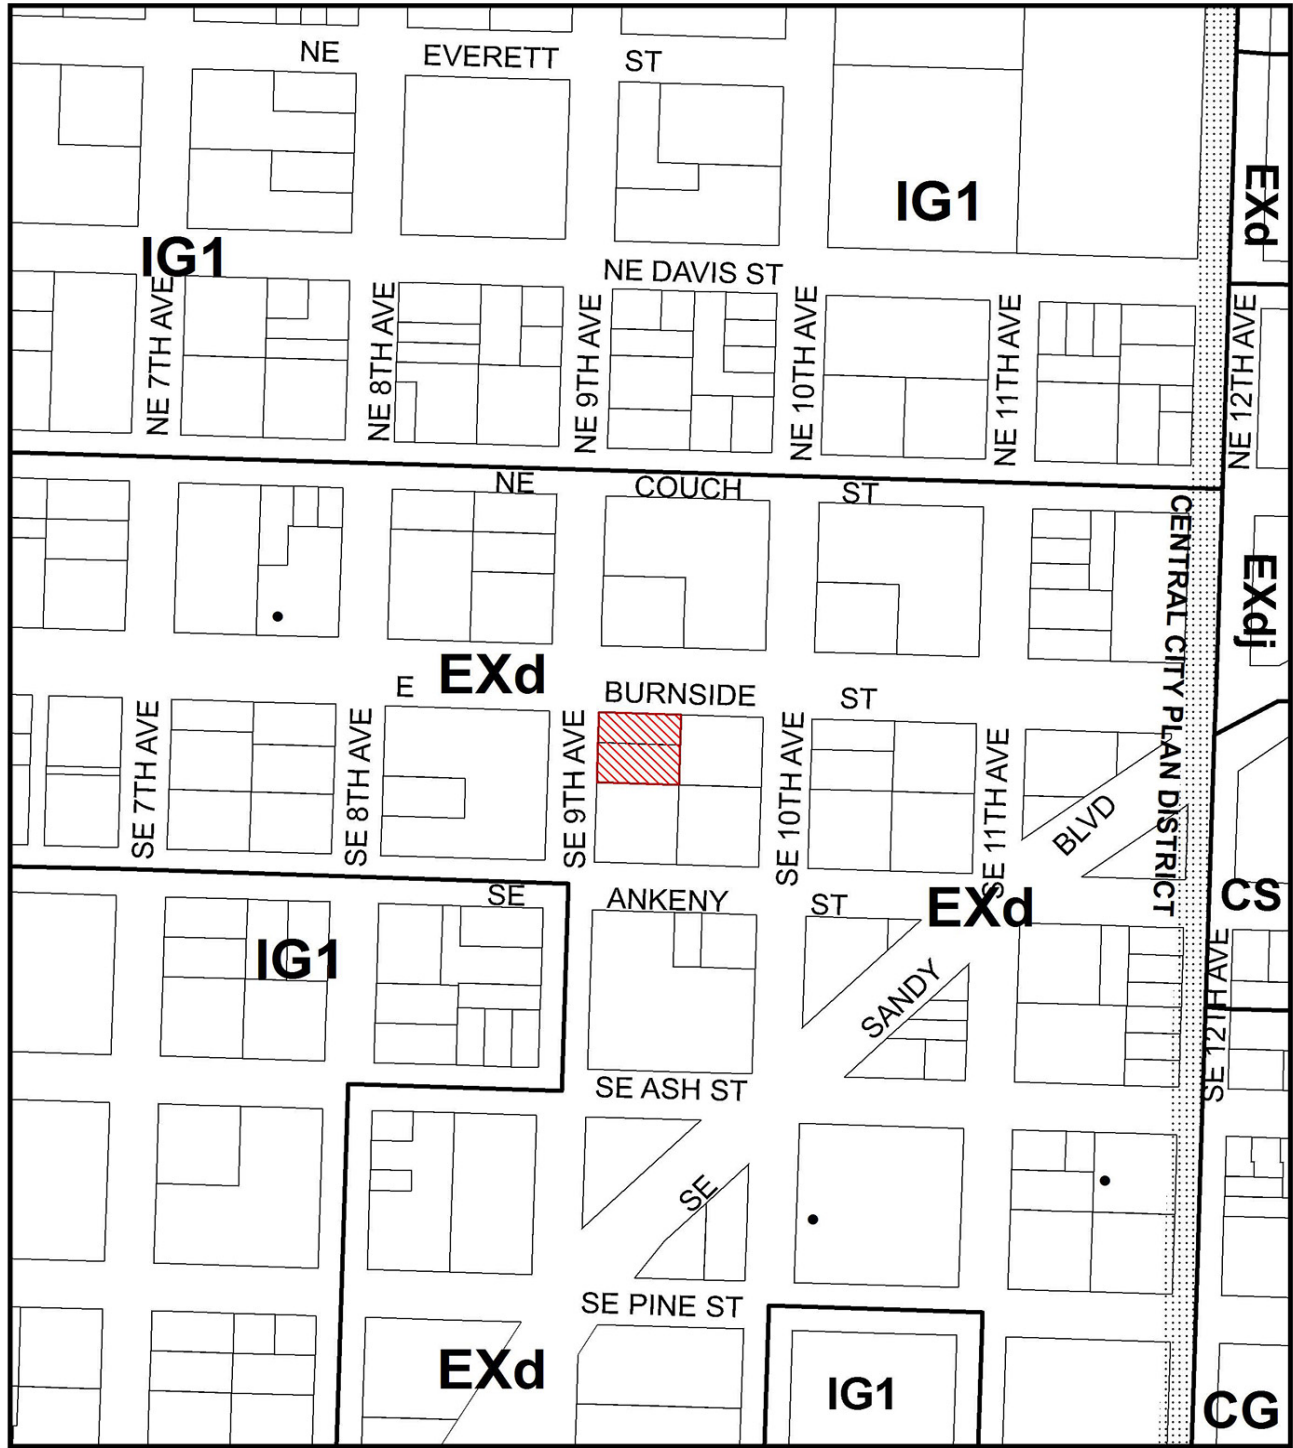 NE EVERETT ST
IG1
EXd
IG1
NE DAVIS ST
NE 7TH AVE
NE 8TH AVE
NE 9TH AVE
NE 10TH AVE
NE 11TH AVE
NE 12TH AVE
NE COUCH ST
CENTRAL CITY PLAN DISTRICT
EXdj
E BURNSIDE ST
EXd
SE 7TH AVE
SE 8TH AVE
SE 9TH AVE
SE 10TH AVE
SE 11TH AVE
BLVD
SE ANKENY ST
EXd
CS
IG1
SANDY
SE 12TH AVE
SE ASH ST
SE
SE PINE ST
EXd
IG1
CG